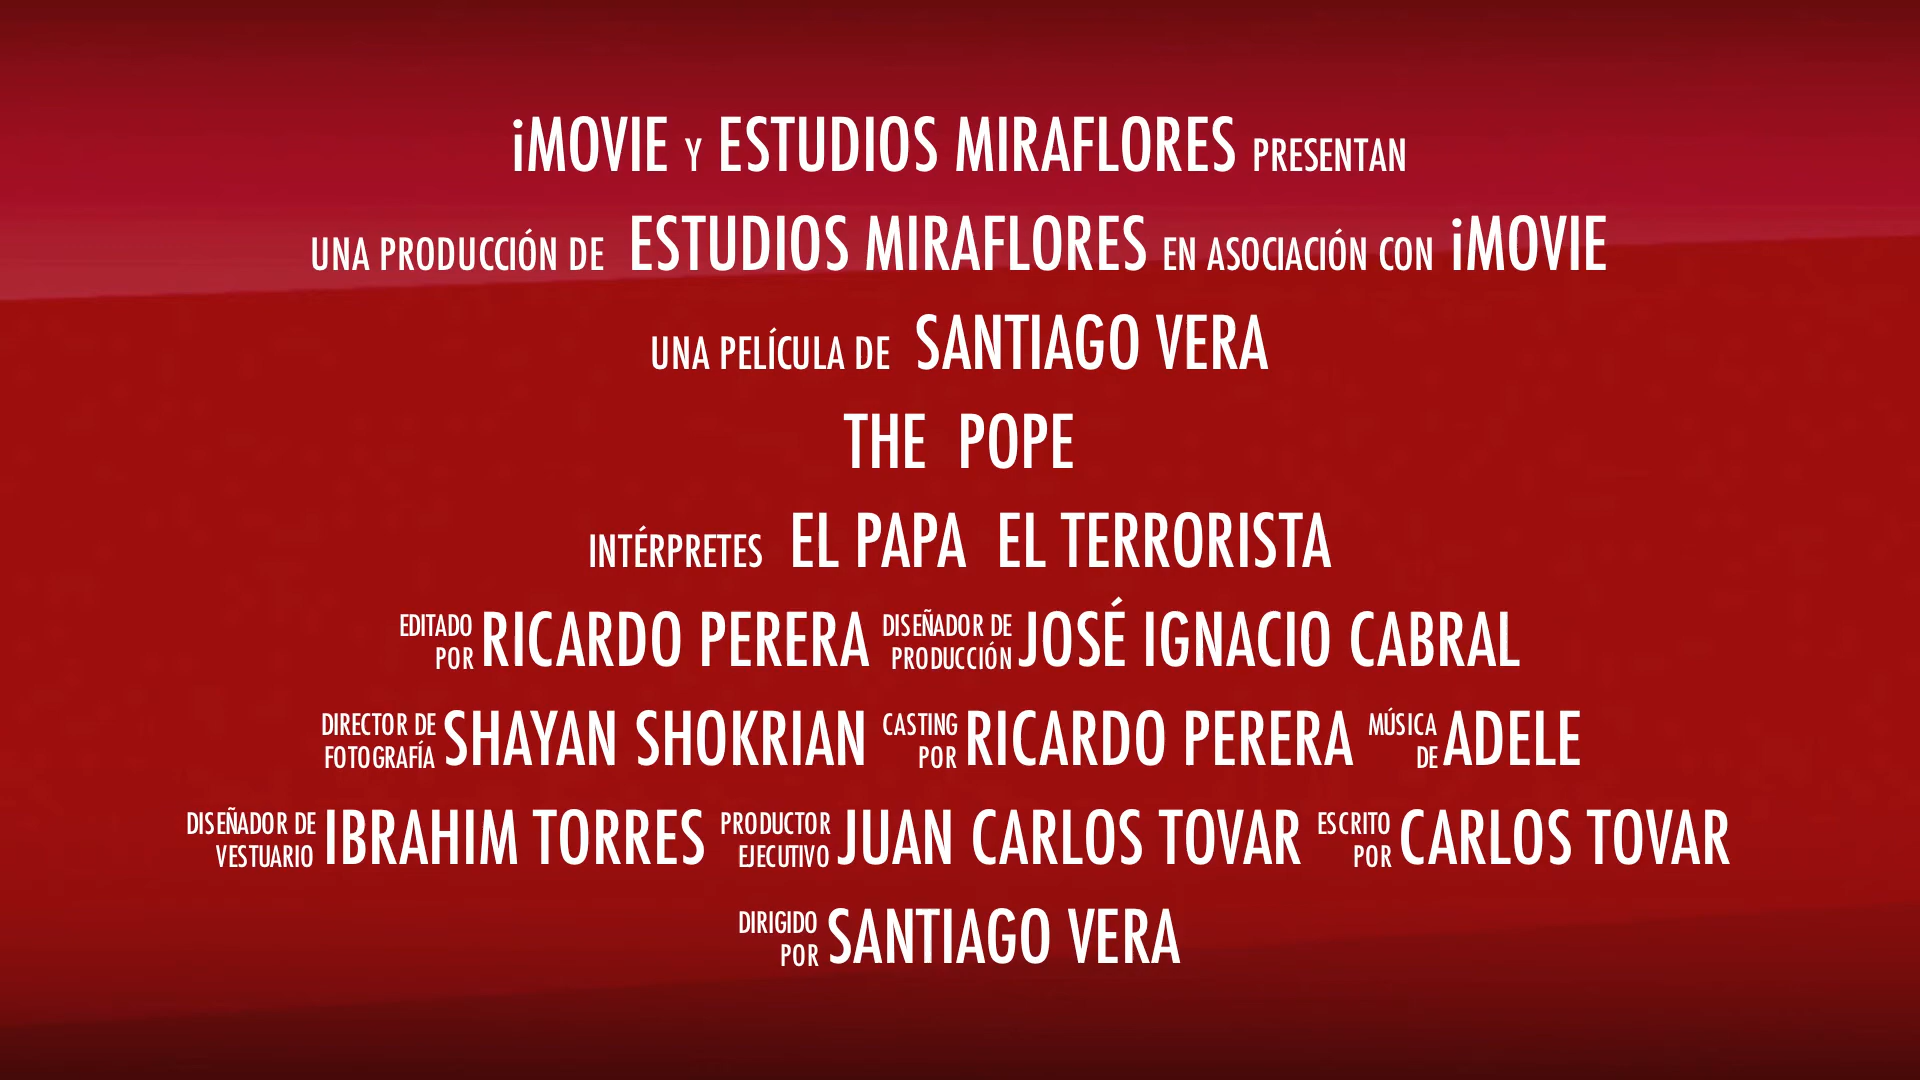 iMOVIE Y ESTUDIOS MIRAFLORES PRESENTAN
UNA PRODUCCIÓN DE ESTUDIOS MIRAFLORES EN ASOCIACIÓN CON iMOVIE
UNA PELÍCULA DE SANTIAGO VERA
THE POPE
INTÉRPRETES EL PAPA EL TERRORISTA
EDITADO POR RICARDO PERERA DISEÑADOR DE PRODUCCIÓN JOSÉ IGNACIO CABRAL
DIRECTOR DE FOTOGRAFÍA SHAYAN SHOKRIAN CASTING POR RICARDO PERERA MÚSICA DE ADELE
DISEÑADOR DE VESTUARIO IBRAHIM TORRES PRODUCTOR EJECUTIVO JUAN CARLOS TOVAR ESCRITO POR CARLOS TOVAR
DIRIGIDO POR SANTIAGO VERA